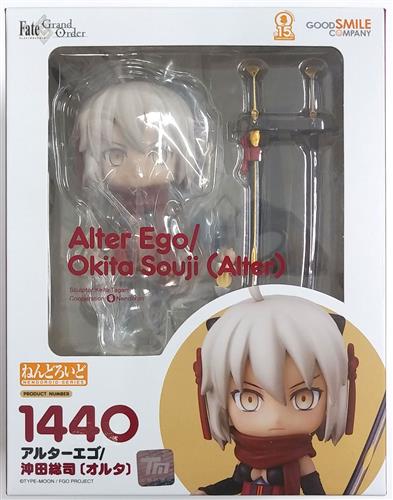 Fate Grand Order
15
GOOD SMILE
COMPANY
Alter Ego/
Okita Souji (Alter)
Cooperation Nendoron
ねんどろいど
NENDOROID SERIES
PRODUCT NUMBER
1440
アルターエゴ/
沖田総司〔オルタ〕
©TYPE-MOON / FGO PROJECT